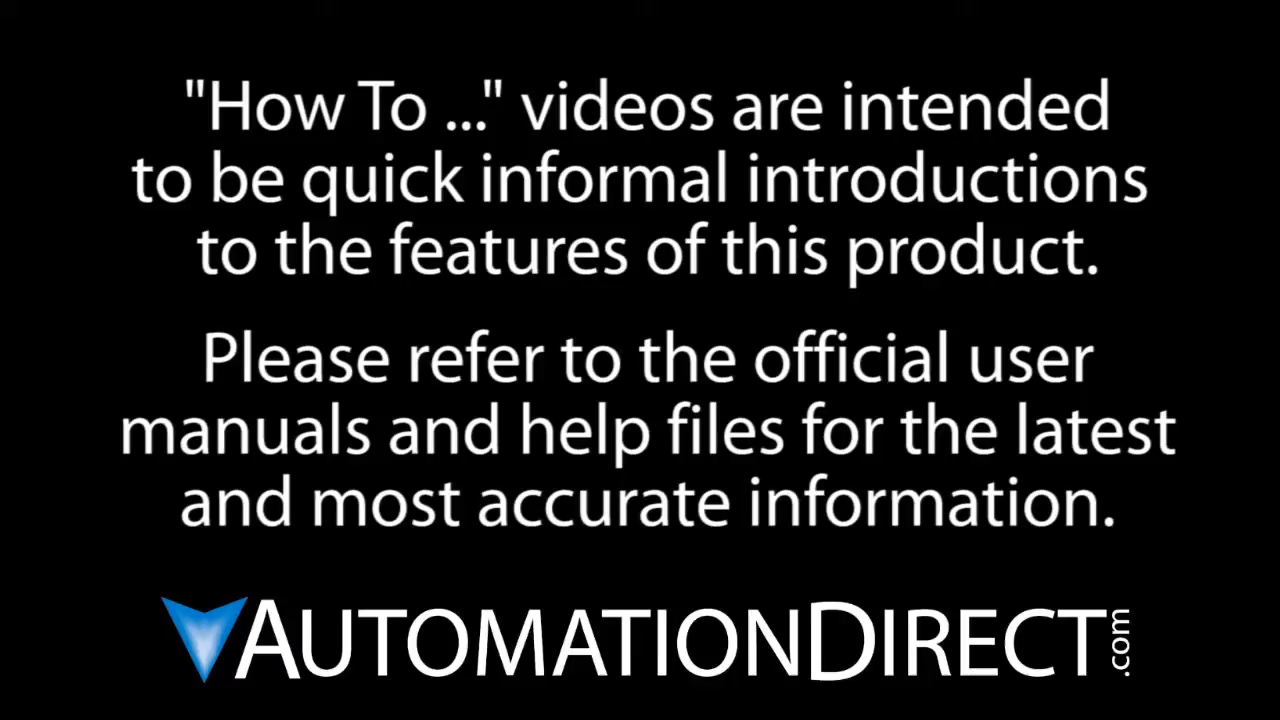 "How To ..." videos are intended
to be quick informal introductions
to the features of this product.
Please refer to the official user
manuals and help files for the latest
and most accurate information.
AUTOMATIONDIRECT.com